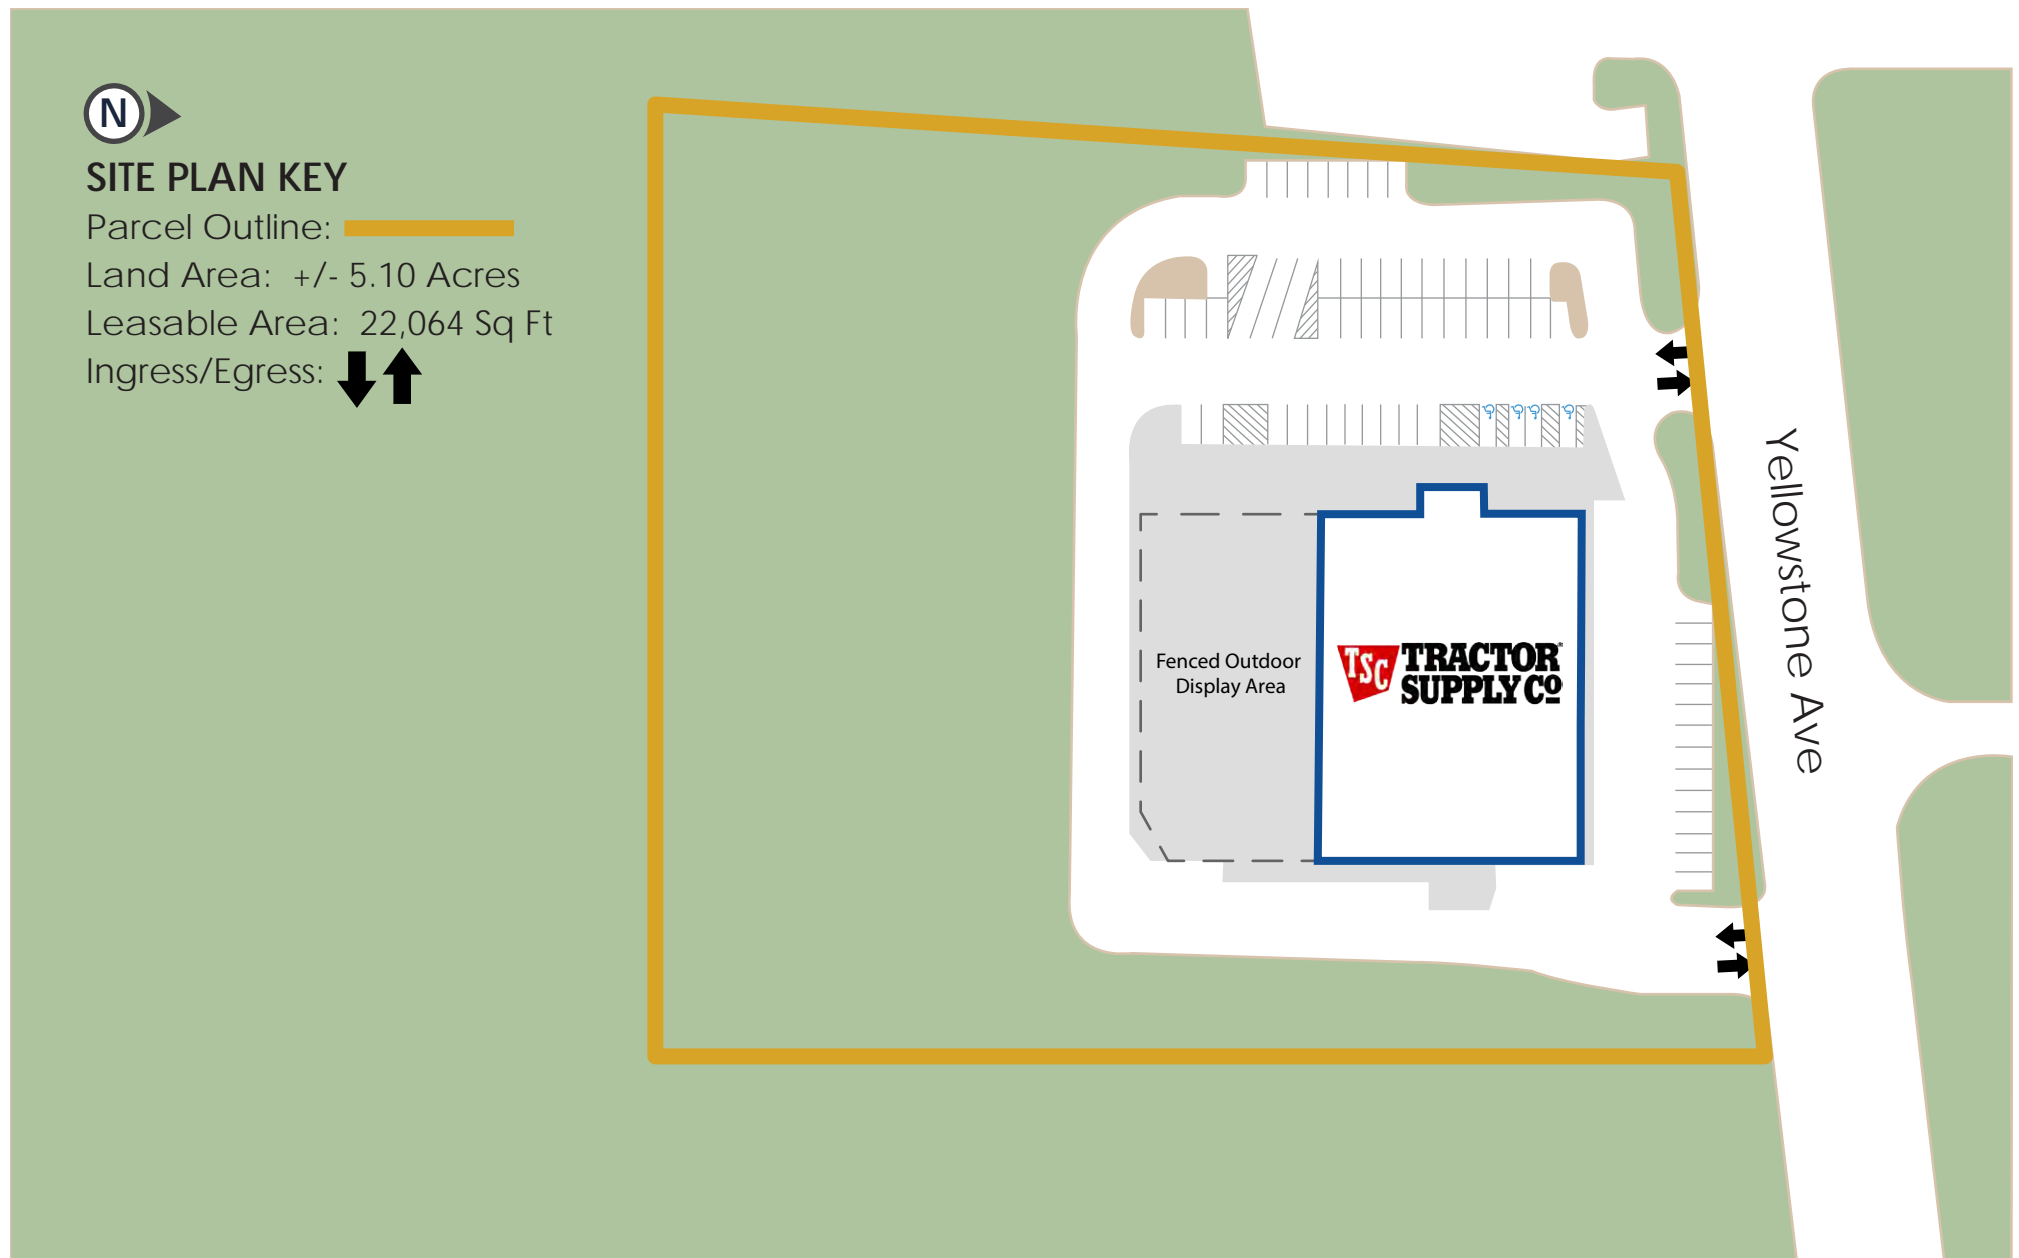 N
SITE PLAN KEY
Parcel Outline:
Land Area: +/- 5.10 Acres
Leasable Area: 22,064 Sq Ft
Ingress/Egress:
Yellowstone Ave
Fenced Outdoor
Display Area
TSC
TRACTOR
SUPPLY CO